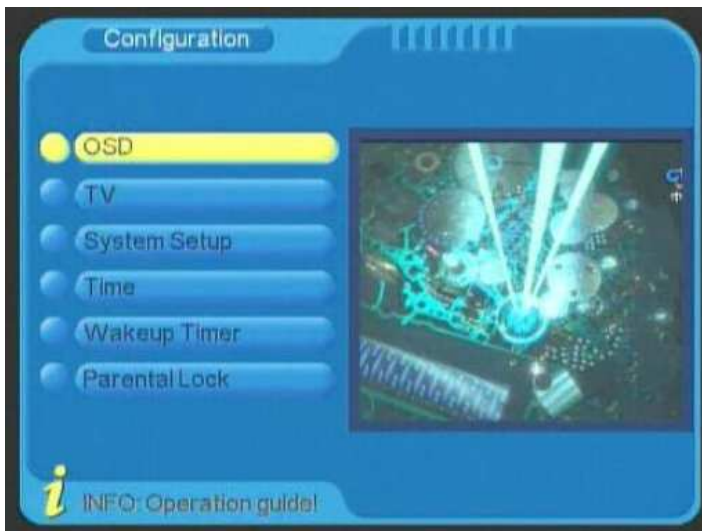 Configuration
OSD
TV
System Setup
Time
Wakeup Timer
Parental Lock
INFO: Operation guide!